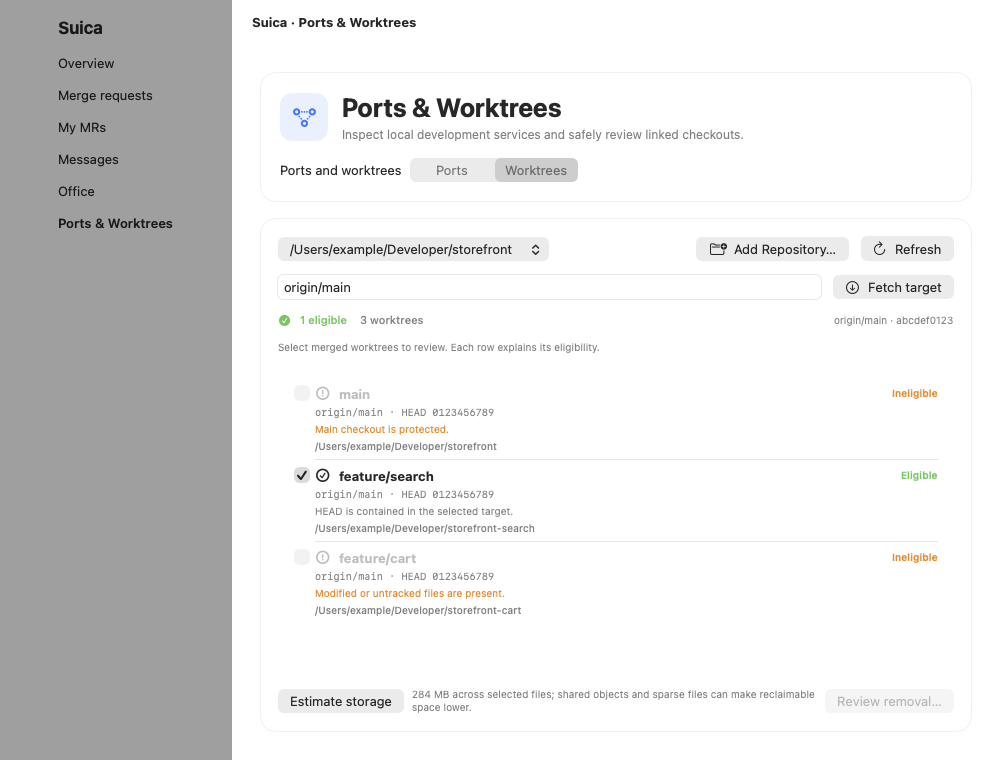 Suica
Overview
Merge requests
My MRs
Messages
Office
Ports & Worktrees
Suica · Ports & Worktrees
Ports & Worktrees
Inspect local development services and safely review linked checkouts.
Ports and worktrees
Ports
Worktrees
/Users/example/Developer/storefront
Add Repository...
Refresh
origin/main
Fetch target
1 eligible
3 worktrees
origin/main · abcdef0123
Select merged worktrees to review. Each row explains its eligibility.
main
Ineligible
origin/main · HEAD 0123456789
Main checkout is protected.
/Users/example/Developer/storefront
feature/search
Eligible
origin/main · HEAD 0123456789
HEAD is contained in the selected target.
/Users/example/Developer/storefront-search
feature/cart
Ineligible
origin/main · HEAD 0123456789
Modified or untracked files are present.
/Users/example/Developer/storefront-cart
Estimate storage
284 MB across selected files; shared objects and sparse files can make reclaimable
space lower.
Review removal...